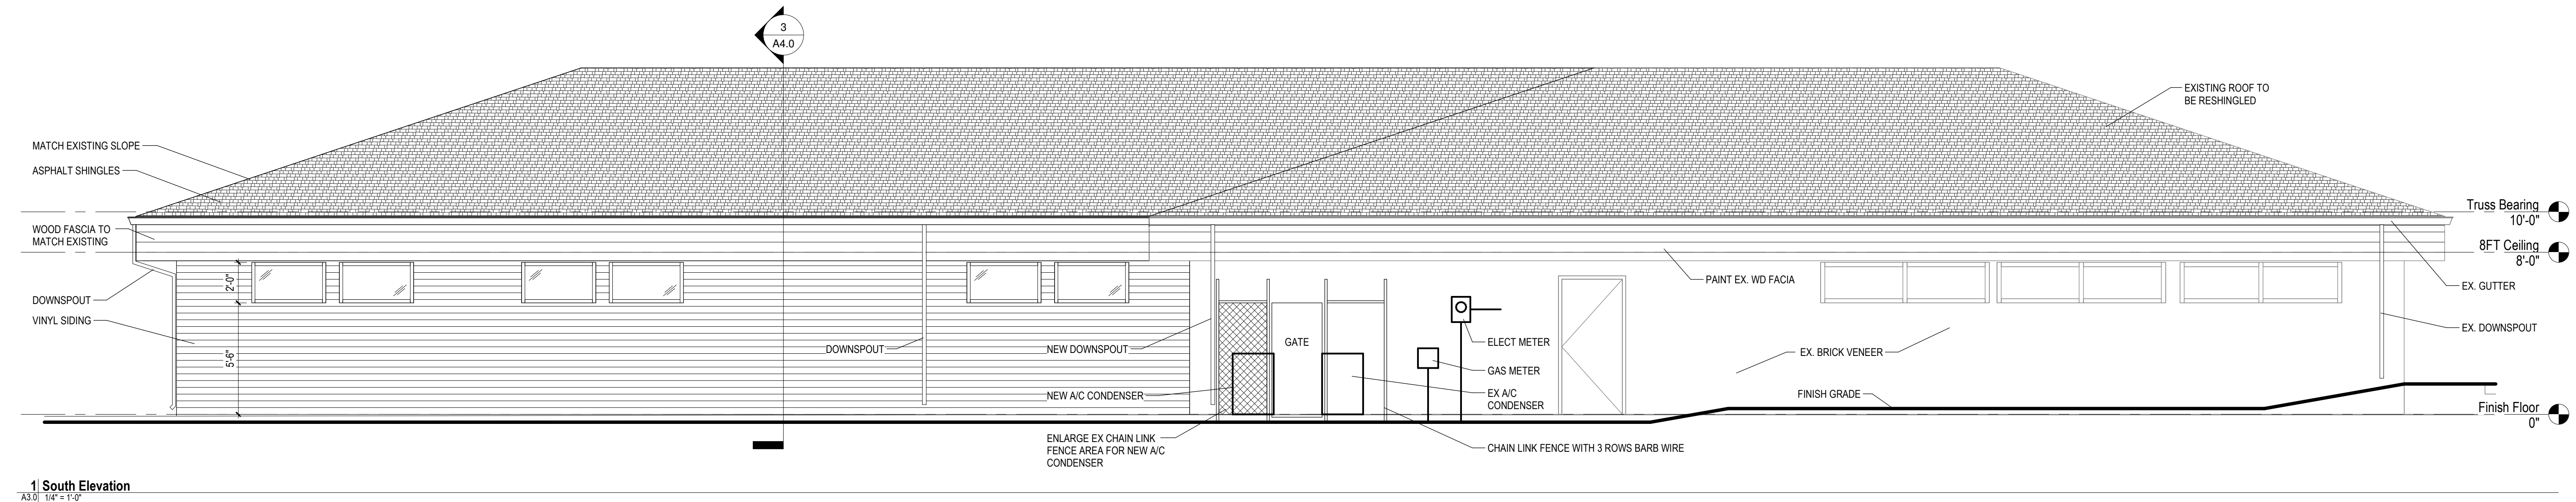 3
A4.0
EXISTING ROOF TO
BE RESHINGLED
MATCH EXISTING SLOPE
ASPHALT SHINGLES
WOOD FASCIA TO
MATCH EXISTING
DOWNSPOUT
VINYL SIDING
2'-0"
5'-6"
DOWNSPOUT
NEW DOWNSPOUT
NEW A/C CONDENSER
ENLARGE EX CHAIN LINK
FENCE AREA FOR NEW A/C
CONDENSER
GATE
ELECT METER
GAS METER
EX A/C
CONDENSER
CHAIN LINK FENCE WITH 3 ROWS BARB WIRE
PAINT EX. WD FACIA
EX. BRICK VENEER
FINISH GRADE
Truss Bearing
10'-0"
8FT Ceiling
8'-0"
EX. GUTTER
EX. DOWNSPOUT
Finish Floor
0"
1 South Elevation
A3.0 1/4" = 1'-0"